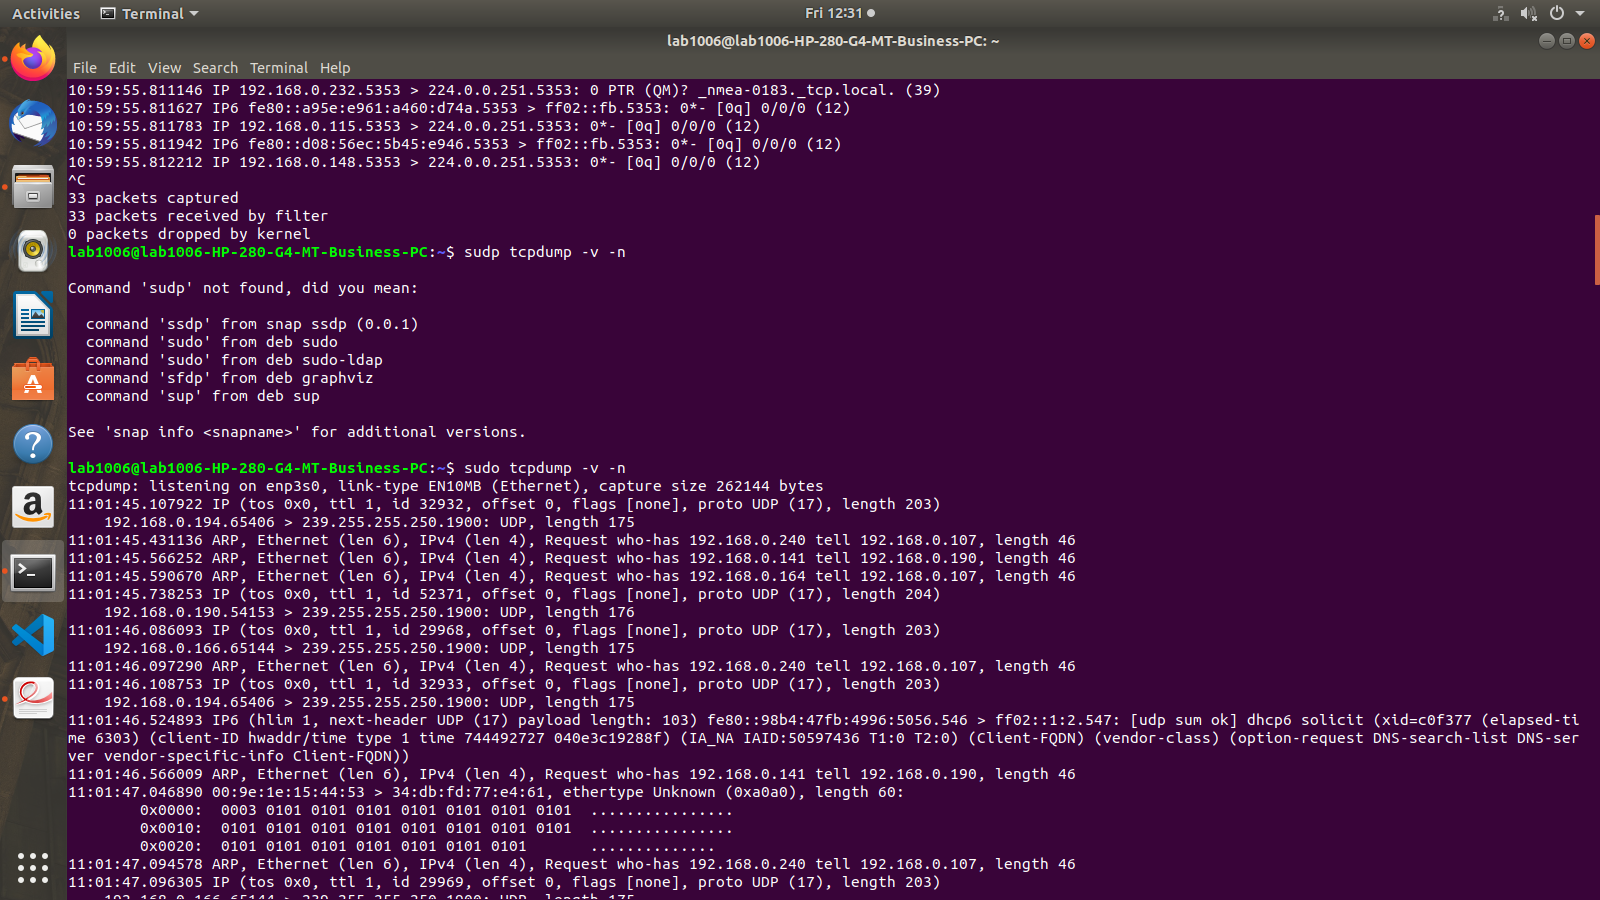 Activities Terminal Fri 12:31
lab1006@lab1006-HP-280-G4-MT-Business-PC: ~
File Edit View Search Terminal Help
10:59:55.811146 IP 192.168.0.232.5353 > 224.0.0.251.5353: 0 PTR (QM)? _nmea-0183._tcp.local. (39)
10:59:55.811627 IP6 fe80::a95e:e961:a460:d74a.5353 > ff02::fb.5353: 0*- [0q] 0/0/0 (12)
10:59:55.811783 IP 192.168.0.115.5353 > 224.0.0.251.5353: 0*- [0q] 0/0/0 (12)
10:59:55.811942 IP6 fe80::d08:56ec:5b45:e946.5353 > ff02::fb.5353: 0*- [0q] 0/0/0 (12)
10:59:55.812212 IP 192.168.0.148.5353 > 224.0.0.251.5353: 0*- [0q] 0/0/0 (12)
^C
33 packets captured
33 packets received by filter
0 packets dropped by kernel
lab1006@lab1006-HP-280-G4-MT-Business-PC:~$ sudp tcpdump -v -n
Command 'sudp' not found, did you mean:
command 'ssdp' from snap ssdp (0.0.1)
command 'sudo' from deb sudo
command 'sudo' from deb sudo-ldap
command 'sfdp' from deb graphviz
command 'sup' from deb sup
See 'snap info <snapname>' for additional versions.
lab1006@lab1006-HP-280-G4-MT-Business-PC:~$ sudo tcpdump -v -n
tcpdump: listening on enp3s0, link-type EN10MB (Ethernet), capture size 262144 bytes
11:01:45.107922 IP (tos 0x0, ttl 1, id 32932, offset 0, flags [none], proto UDP (17), length 203)
192.168.0.194.65406 > 239.255.255.250.1900: UDP, length 175
11:01:45.431136 ARP, Ethernet (len 6), IPv4 (len 4), Request who-has 192.168.0.240 tell 192.168.0.107, length 46
11:01:45.566252 ARP, Ethernet (len 6), IPv4 (len 4), Request who-has 192.168.0.141 tell 192.168.0.190, length 46
11:01:45.590670 ARP, Ethernet (len 6), IPv4 (len 4), Request who-has 192.168.0.164 tell 192.168.0.107, length 46
11:01:45.738253 IP (tos 0x0, ttl 1, id 52371, offset 0, flags [none], proto UDP (17), length 204)
192.168.0.190.54153 > 239.255.255.250.1900: UDP, length 176
11:01:46.086093 IP (tos 0x0, ttl 1, id 29968, offset 0, flags [none], proto UDP (17), length 203)
192.168.0.166.65144 > 239.255.255.250.1900: UDP, length 175
11:01:46.097290 ARP, Ethernet (len 6), IPv4 (len 4), Request who-has 192.168.0.240 tell 192.168.0.107, length 46
11:01:46.108753 IP (tos 0x0, ttl 1, id 32933, offset 0, flags [none], proto UDP (17), length 203)
192.168.0.194.65406 > 239.255.255.250.1900: UDP, length 175
11:01:46.524893 IP6 (hlim 1, next-header UDP (17) payload length: 103) fe80::98b4:47fb:4996:5056.546 > ff02::1:2.547: [udp sum ok] dhcp6 solicit (xid=c0f377 (elapsed-ti
me 6303) (client-ID hwaddr/time type 1 time 744492727 040e3c19288f) (IA_NA IAID:50597436 T1:0 T2:0) (Client-FQDN) (vendor-class) (option-request DNS-search-list DNS-ser
ver vendor-specific-info Client-FQDN))
11:01:46.566009 ARP, Ethernet (len 6), IPv4 (len 4), Request who-has 192.168.0.141 tell 192.168.0.190, length 46
11:01:47.046890 00:9e:1e:15:44:53 > 34:db:fd:77:e4:61, ethertype Unknown (0xa0a0), length 60:
0x0000: 0003 0101 0101 0101 0101 0101 0101 0101 ................
0x0010: 0101 0101 0101 0101 0101 0101 0101 0101 ................
0x0020: 0101 0101 0101 0101 0101 0101 0101 ..............
11:01:47.094578 ARP, Ethernet (len 6), IPv4 (len 4), Request who-has 192.168.0.240 tell 192.168.0.107, length 46
11:01:47.096305 IP (tos 0x0, ttl 1, id 29969, offset 0, flags [none], proto UDP (17), length 203)
192.168.0.166.65144 > 239.255.255.250.1900: UDP, length 175